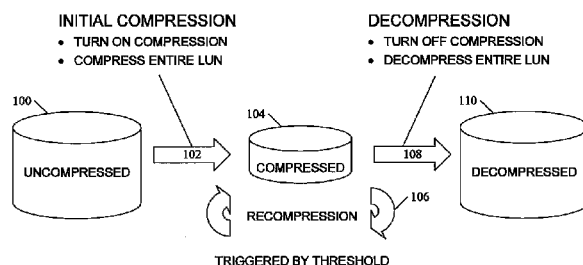 INITIAL COMPRESSION
• TURN ON COMPRESSION
• COMPRESS ENTIRE LUN
DECOMPRESSION
• TURN OFF COMPRESSION
• DECOMPRESS ENTIRE LUN
100
UNCOMPRESSED
102
104
COMPRESSED
108
110
DECOMPRESSED
RECOMPRESSION
106
TRIGGERED BY THRESHOLD